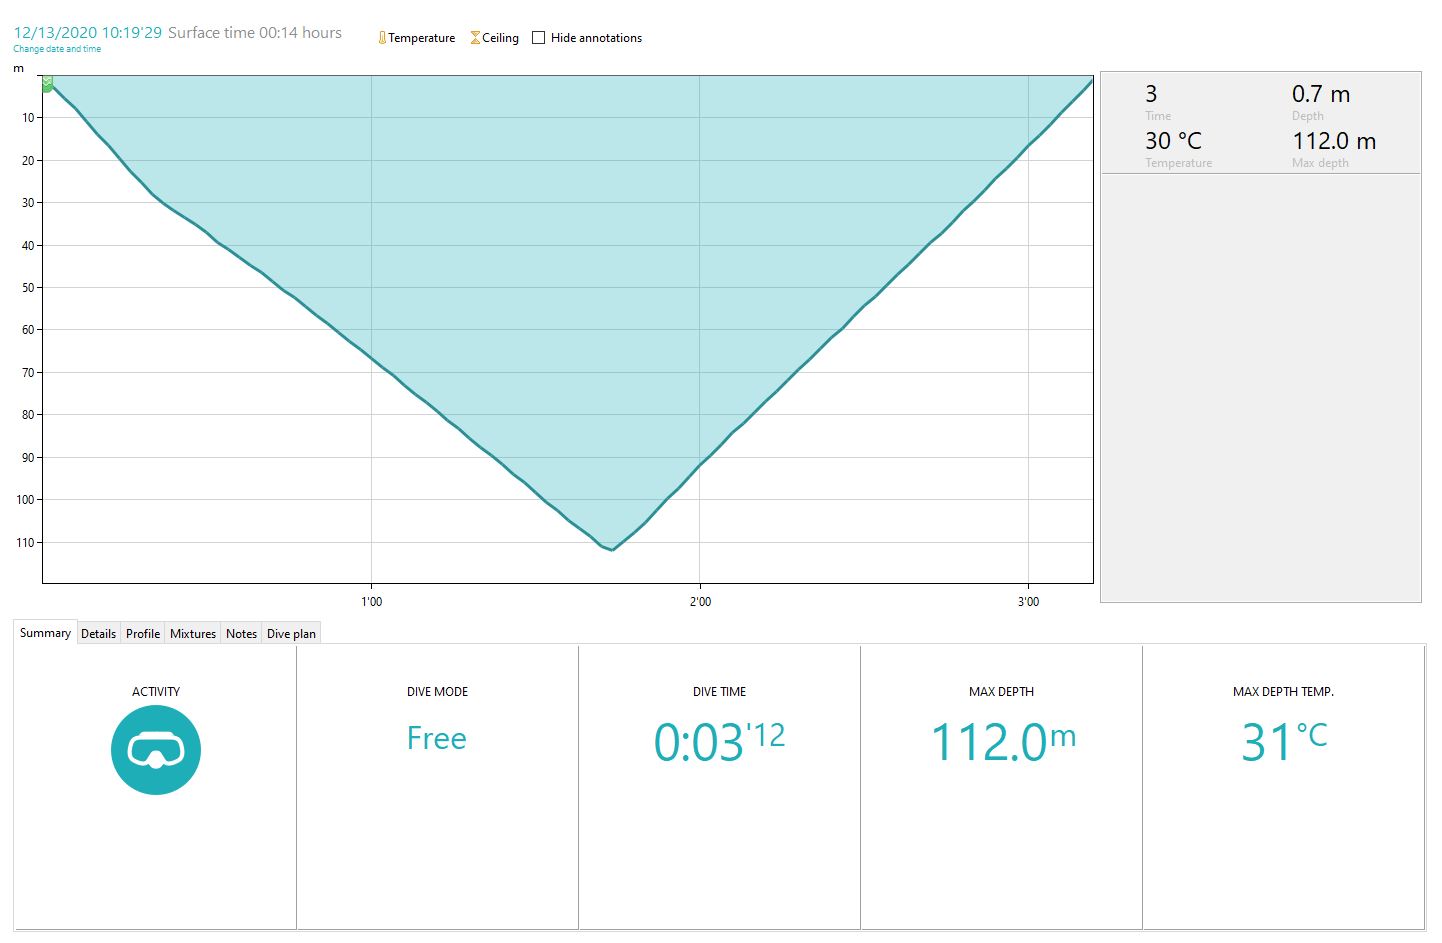 12/13/2020 10:19'29 Surface time 00:14 hours
Change date and time
Temperature Ceiling Hide annotations
m
10
20
30
40
50
60
70
80
90
100
110
1'00 2'00 3'00
3 0.7 m
Time Depth
30 °C 112.0 m
Temperature Max depth
Summary Details Profile Mixtures Notes Dive plan
ACTIVITY DIVE MODE DIVE TIME MAX DEPTH MAX DEPTH TEMP.
Free 0:03'12 112.0m 31°C